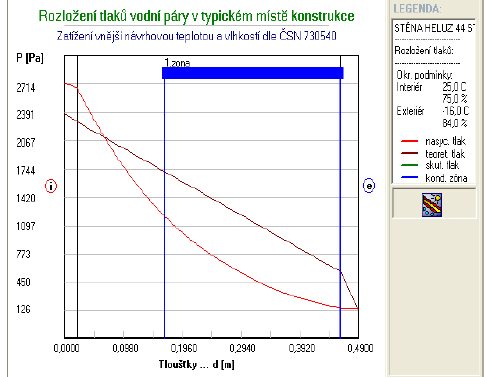 Rozložení tlaků vodní páry v typickém místě konstrukce
Zatížení vnější návrhovou teplotou a vlhkostí dle ČSN 730540
P [Pa]
1.zona
2714
2391
2067
1744
1420
1097
773
450
126
i
e
0,0000 0,0980 0,1960 0,2940 0,3920 0,4900
Tloušťky ... d [m]
LEGENDA:
STĚNA HELUZ 44 ST
Rozložení tlaků:
Okr. podmínky:
Interiér 25,0 C
75,0 %
Exteriér -16,0 C
84,0 %
nasyc. tlak
teoret. tlak
skut. tlak
kond. zóna